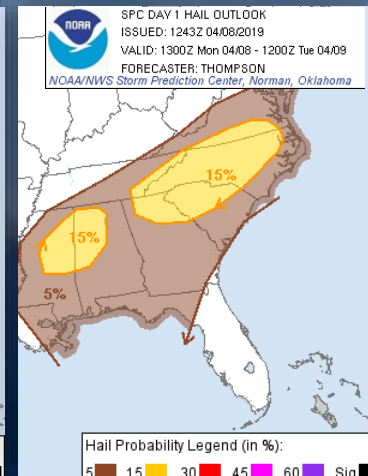 NOAA
SPC DAY 1 HAIL OUTLOOK
ISSUED: 1243Z 04/08/2019
VALID: 1300Z Mon 04/08 - 1200Z Tue 04/09
FORECASTER: THOMPSON
NOAA/NWS Storm Prediction Center, Norman, Oklahoma
15%
15%
5%
Hail Probability Legend (in %):
5 15 30 45 60 Sig